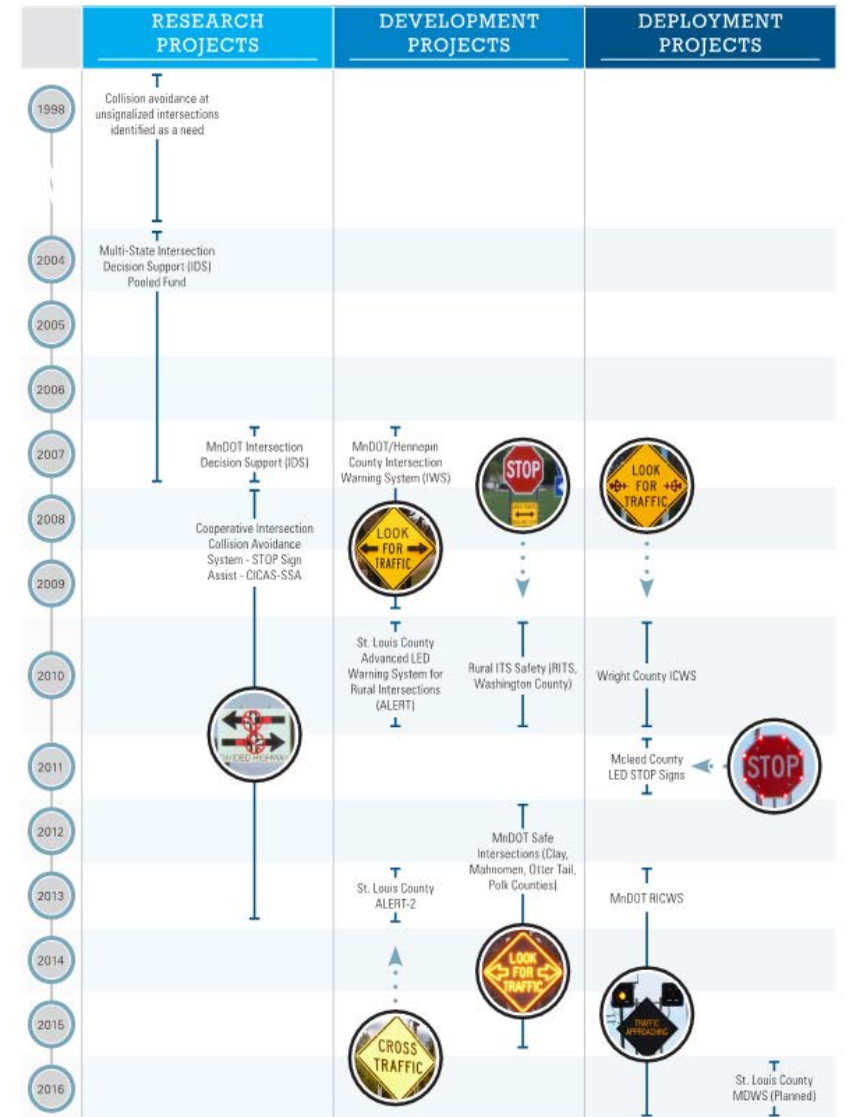 RESEARCH
PROJECTS
DEVELOPMENT
PROJECTS
DEPLOYMENT
PROJECTS
1998
Collision avoidance at
unsignalized intersections
identified as a need
2004
Multi-State Intersection
Decision Support (IDS)
Pooled Fund
2005
2006
2007
MnDOT Intersection
Decision Support (IDS)
MnDOT/Hennepin
County Intersection
Warning System (IWS)
STOP
LOOK
FOR
TRAFFIC
2008
Cooperative Intersection
Collision Avoidance
System - STOP Sign
Assist - CICAS-SSA
LOOK
FOR
TRAFFIC
2009
2010
St. Louis County
Advanced LED
Warning System for
Rural Intersections
(ALERT)
Rural ITS Safety (RITS,
Washington County)
Wright County ICWS
DIVIDED HIGHWAY
2011
Mcleod County
LED STOP Signs
STOP
2012
MnDOT Safe
Intersections (Clay,
Mahnomen, Otter Tail,
Polk Counties)
2013
St. Louis County
ALERT-2
MnDOT RICWS
2014
LOOK
FOR
TRAFFIC
2015
CROSS
TRAFFIC
TRAFFIC
APPROACHING
2016
St. Louis County
MDWS (Planned)